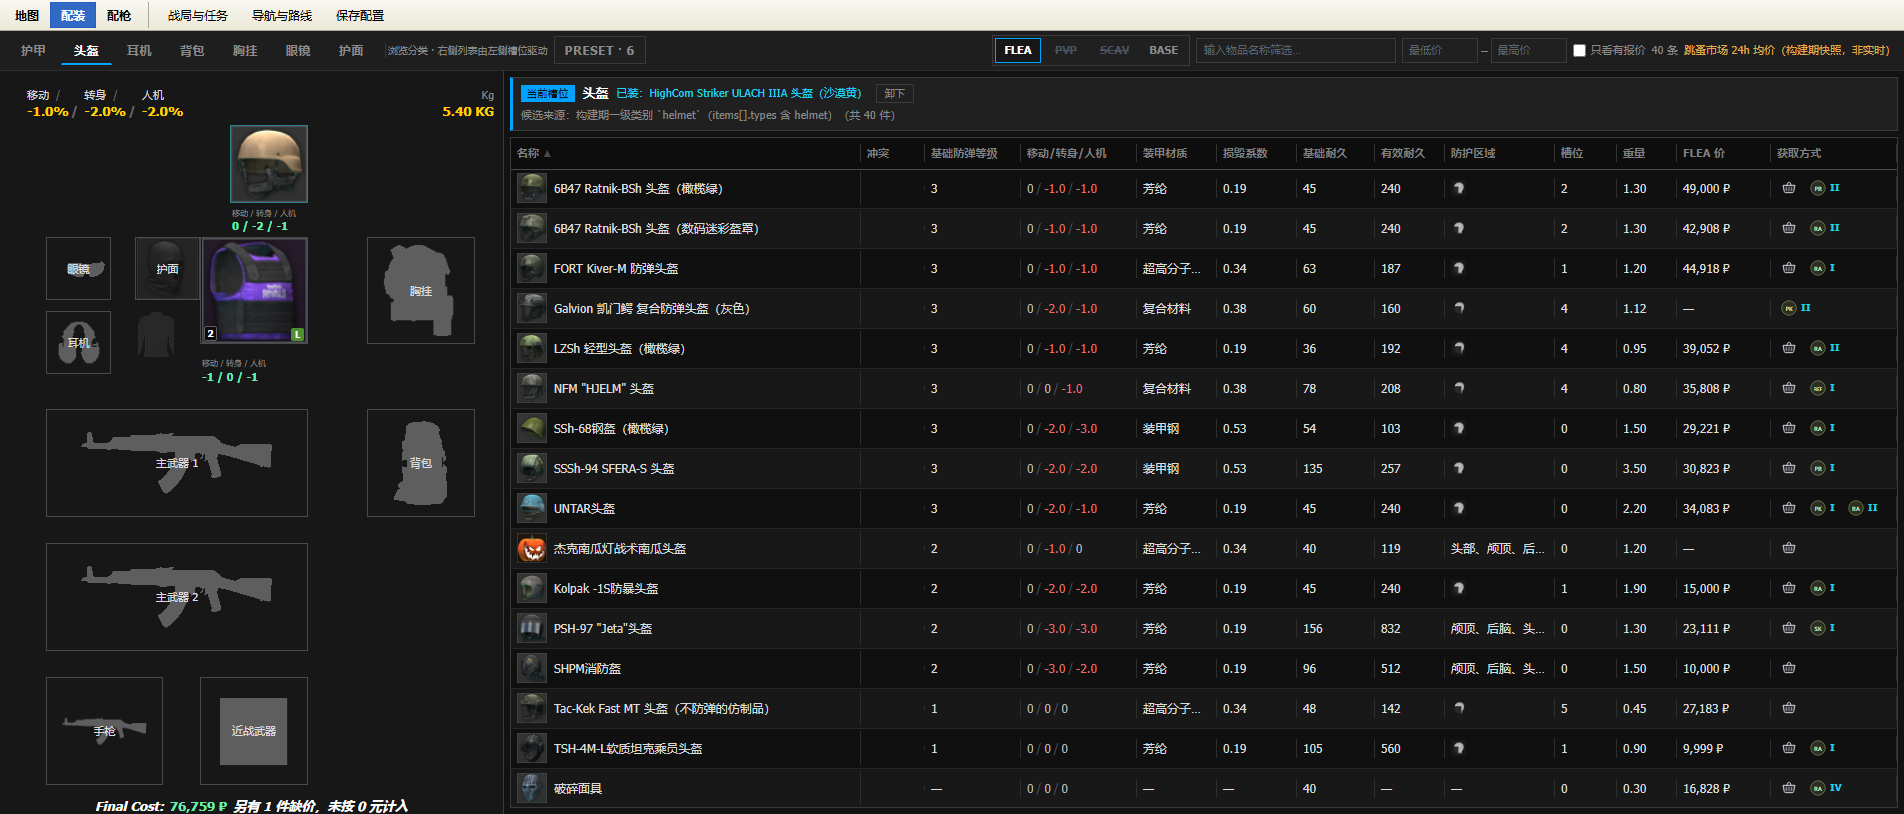 地图 配装 配枪 战局与任务 导航与路线 保存配置
护甲 头盔 耳机 背包 胸挂 眼镜 护面 浏览分类 · 右侧列表由左侧槽位驱动 PRESET · 6 FLEA PVP SCAV BASE 输入物品名称筛选... 最低价 – 最高价 只看有报价 40 条 跳蚤市场 24h 均价 (构建期快照, 非实时)
移动 / 转身 / 人机 Kg
-1.0% / -2.0% / -2.0% 5.40 KG
移动 / 转身 / 人机
0 / -2 / -1
眼镜 护面 胸挂
耳机
2 L
移动 / 转身 / 人机
-1 / 0 / -1
主武器 1 背包
主武器 2
手枪 近战武器
Final Cost: 76,759 ₽ 另有 1 件缺价, 未按 0 元计入
当前槽位 头盔 已装: HighCom Striker ULACH IIIA 头盔 (沙漠黄) 卸下
候选来源: 构建期一级类别 `helmet` (items[].types 含 helmet) (共 40 件)
名称 ▲ 冲突 基础防弹等级 移动/转身/人机 装甲材质 损毁系数 基础耐久 有效耐久 防护区域 槽位 重量 FLEA 价 获取方式
6B47 Ratnik-BSh 头盔 (橄榄绿) 3 0 / -1.0 / -1.0 芳纶 0.19 45 240 2 1.30 49,000 ₽ PR II
6B47 Ratnik-BSh 头盔 (数码迷彩盔罩) 3 0 / -1.0 / -1.0 芳纶 0.19 45 240 2 1.30 42,908 ₽ RA II
FORT Kiver-M 防弹头盔 3 0 / -1.0 / -1.0 超高分子... 0.34 63 187 1 1.20 44,918 ₽ RA I
Galvion 凯门鳄 复合防弹头盔 (灰色) 3 0 / -2.0 / -1.0 复合材料 0.38 60 160 4 1.12 — PK II
LZSh 轻型头盔 (橄榄绿) 3 0 / -1.0 / -1.0 芳纶 0.19 36 192 4 0.95 39,052 ₽ RA II
NFM "HJELM" 头盔 3 0 / 0 / -1.0 复合材料 0.38 78 208 4 0.80 35,808 ₽ REF I
SSh-68钢盔 (橄榄绿) 3 0 / -2.0 / -3.0 装甲钢 0.53 54 103 0 1.50 29,221 ₽ RA I
SSSh-94 SFERA-S 头盔 3 0 / -2.0 / -2.0 装甲钢 0.53 135 257 0 3.50 30,823 ₽ PR I
UNTAR头盔 3 0 / -2.0 / -1.0 芳纶 0.19 45 240 0 2.20 34,083 ₽ PK I RA II
杰克南瓜灯战术南瓜头盔 2 0 / -1.0 / 0 超高分子... 0.34 40 119 头部、颅顶、后... 0 1.20 —
Kolpak -1S防暴头盔 2 0 / -2.0 / -2.0 芳纶 0.19 45 240 1 1.90 15,000 ₽ RA I
PSH-97 "Jeta"头盔 2 0 / -3.0 / -3.0 芳纶 0.19 156 832 颅顶、后脑、头... 0 1.30 23,111 ₽ SK I
SHPM消防盔 2 0 / -3.0 / -2.0 芳纶 0.19 96 512 颅顶、后脑、头... 0 1.50 10,000 ₽
Tac-Kek Fast MT 头盔 (不防弹的仿制品) 1 0 / 0 / 0 超高分子... 0.34 48 142 5 0.45 27,183 ₽
TSH-4M-L软质坦克乘员头盔 1 0 / 0 / 0 芳纶 0.19 105 560 1 0.90 9,999 ₽ RA I
破碎面具 — 0 / 0 / 0 — — 40 — — 0 0.30 16,828 ₽ RA IV